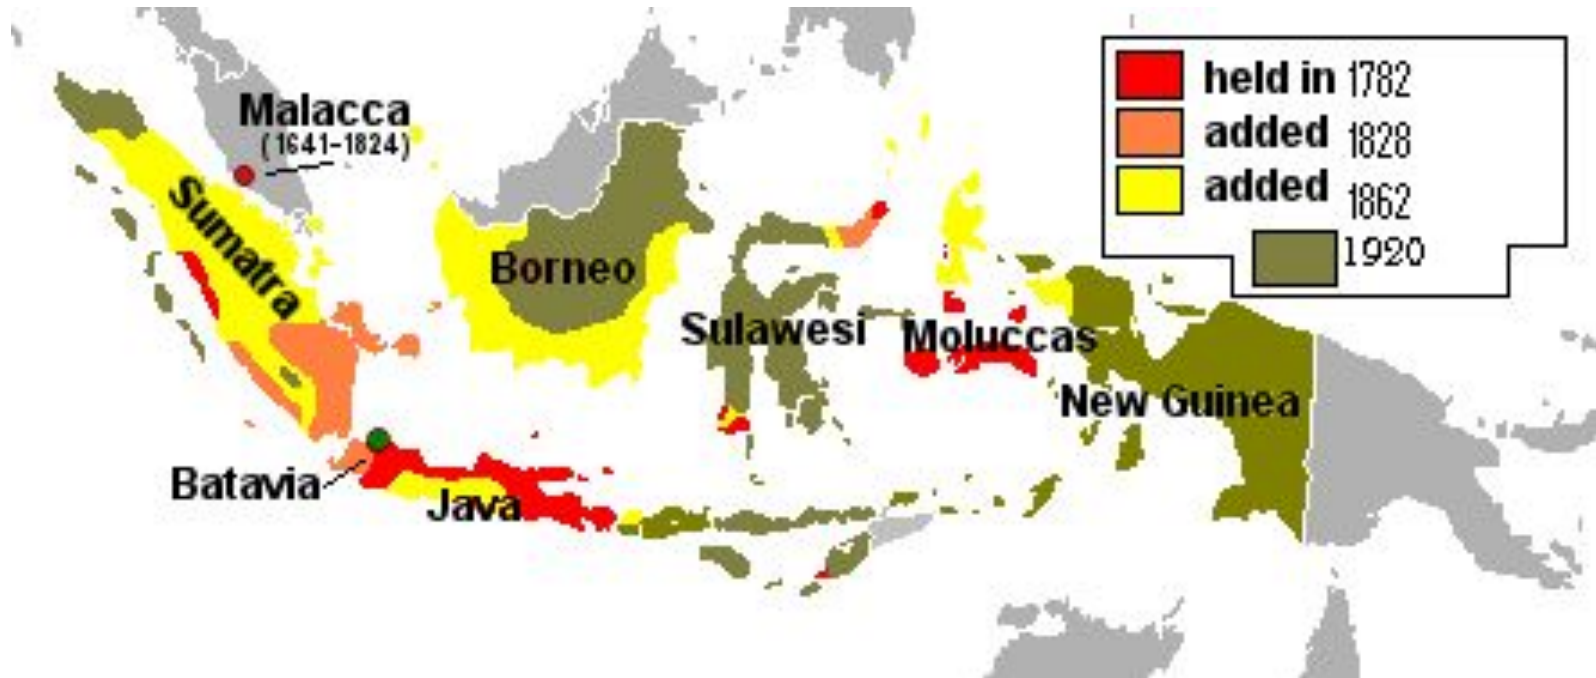 Malacca
(1641-1824)
Sumatra
Borneo
Sulawesi
Moluccas
New Guinea
Batavia
Java
held in 1782
added 1828
added 1862
1920